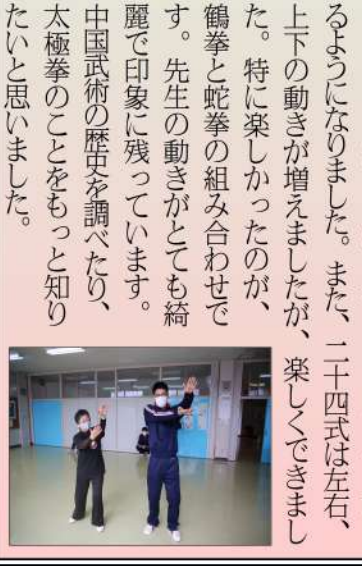 るようになりました。また、二十四式は左右、
上下の動きが増えましたが、楽しくできまし
た。特に楽しかったのが、
鶴拳と蛇拳の組み合わせで
す。先生の動きがとても綺
麗で印象に残っています。
中国武術の歴史を調べたり、
太極拳のことをもっと知り
たいと思いました。